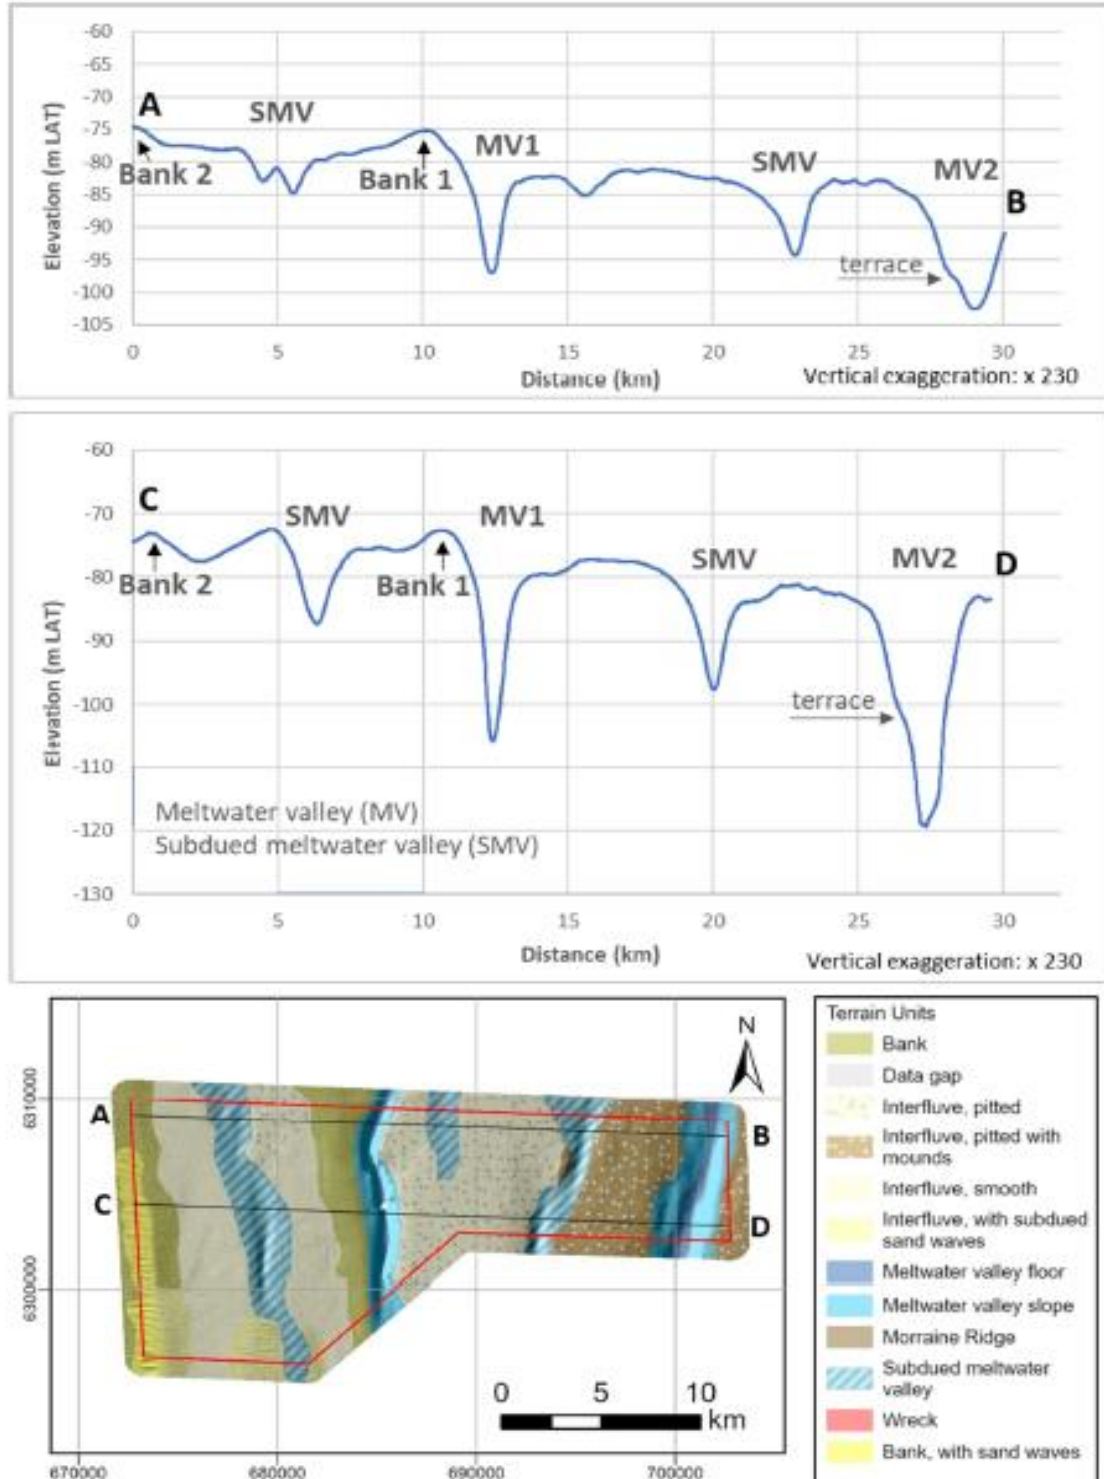 -60
-65
-70
-75
-80
-85
-90
-95
-100
-105
Elevation (m LAT)
A
SMV
Bank 2
Bank 1
MV1
SMV
MV2
B
terrace
0 5 10 15 20 25 30
Distance (km)
Vertical exaggeration: x 230
-60
-70
-80
-90
-100
-110
-120
-130
Elevation (m LAT)
C
SMV
MV1
Bank 2
Bank 1
SMV
MV2
D
terrace
Meltwater valley (MV)
Subdued meltwater valley (SMV)
0 5 10 15 20 25 30
Distance (km)
Vertical exaggeration: x 230
N
6310000
6300000
A
B
C
D
0 5 10
km
670000 680000 690000 700000
Terrain Units
Bank
Data gap
Interfluve, pitted
Interfluve, pitted with
mounds
Interfluve, smooth
Interfluve, with subdued
sand waves
Meltwater valley floor
Meltwater valley slope
Morraine Ridge
Subdued meltwater
valley
Wreck
Bank, with sand waves